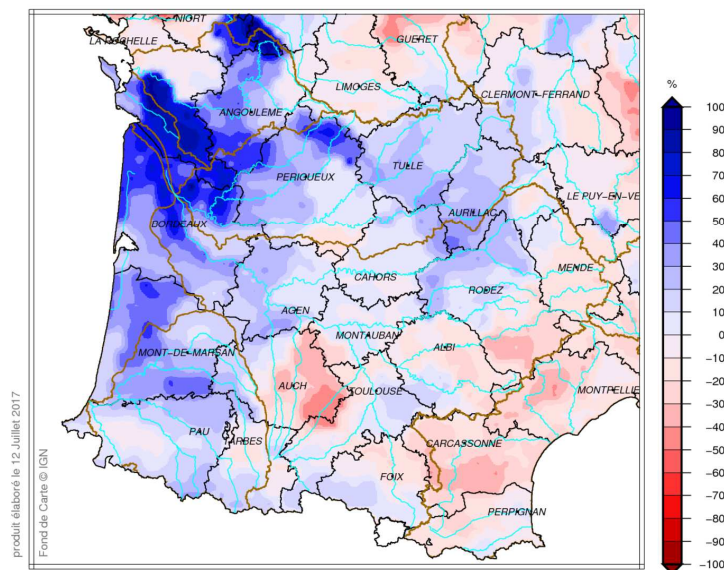 NIORT
LA ROCHELLE
GUERET
LIMOGES
CLERMONT-FERRAND
ANGOULEME
TULLE
PERIGUEUX
LE PUY-EN-VE
AURILLAC
BORDEAUX
MENDE
CAHORS
RODEZ
AGEN
MONTAUBAN
ALBI
MONT-DE-MARSAN
AUCH
TOULOUSE
MONTPELLIE
PAU
TARBES
CARCASSONNE
FOIX
PERPIGNAN
%
100
90
80
70
60
50
40
30
20
10
0
-10
-20
-30
-40
-50
-60
-70
-80
-90
-100
produit élaboré le 12 Juillet 2017
Fond de Carte © IGN